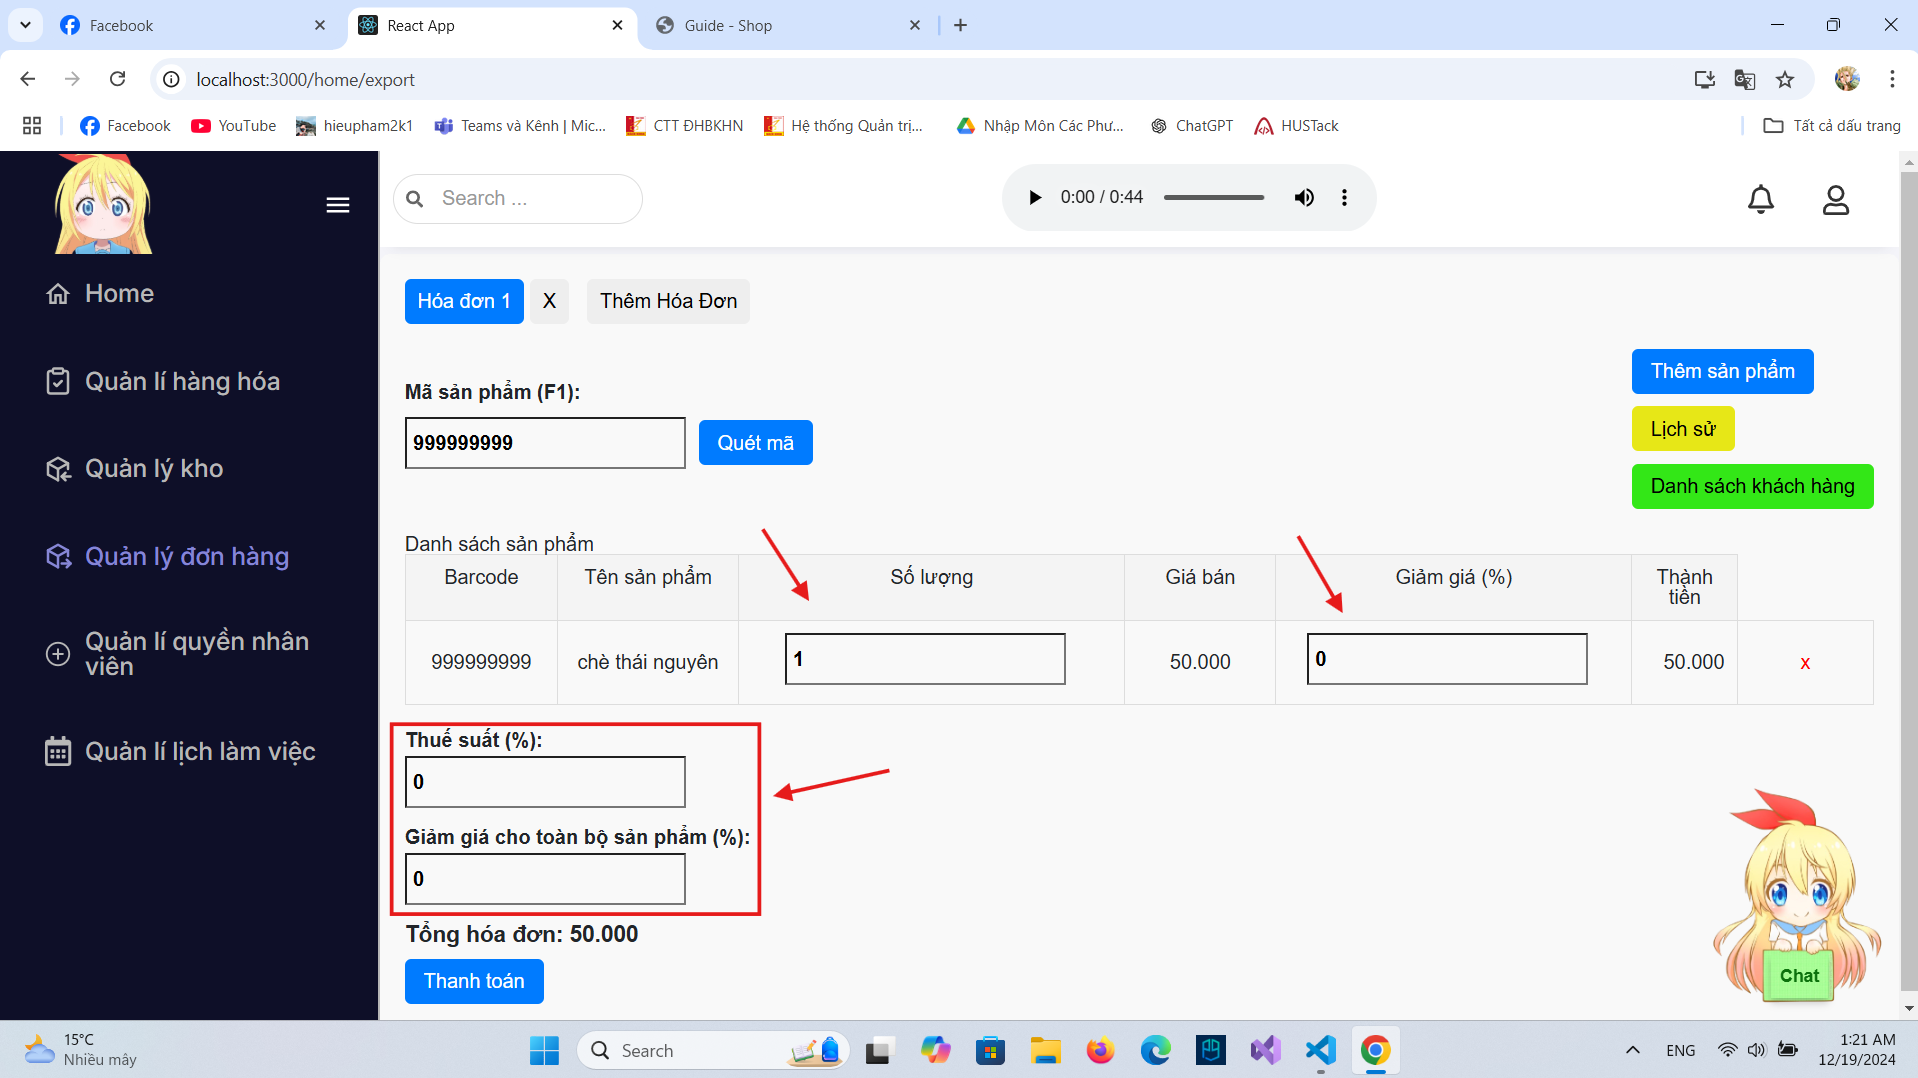 Facebook
React App
Guide - Shop
localhost:3000/home/export
Facebook
YouTube
hieupham2k1
Teams và Kênh | Mic...
CTT ĐHBKHN
Hệ thống Quản trị...
Nhập Môn Các Phư...
ChatGPT
HUSTack
Tất cả dấu trang
Search ...
0:00 / 0:44
Home
Quản lí hàng hóa
Quản lý kho
Quản lý đơn hàng
Quản lí quyền nhân
viên
Quản lí lịch làm việc
Hóa đơn 1
X
Thêm Hóa Đơn
Thêm sản phẩm
Lịch sử
Danh sách khách hàng
Mã sản phẩm (F1):
999999999
Quét mã
Danh sách sản phẩm
Barcode
Tên sản phẩm
Số lượng
Giá bán
Giảm giá (%)
Thành
tiền
999999999
chè thái nguyên
1
50.000
0
50.000
x
Thuế suất (%):
0
Giảm giá cho toàn bộ sản phẩm (%):
0
Tổng hóa đơn: 50.000
Thanh toán
Chat
15°C
Nhiều mây
Search
ENG
1:21 AM
12/19/2024